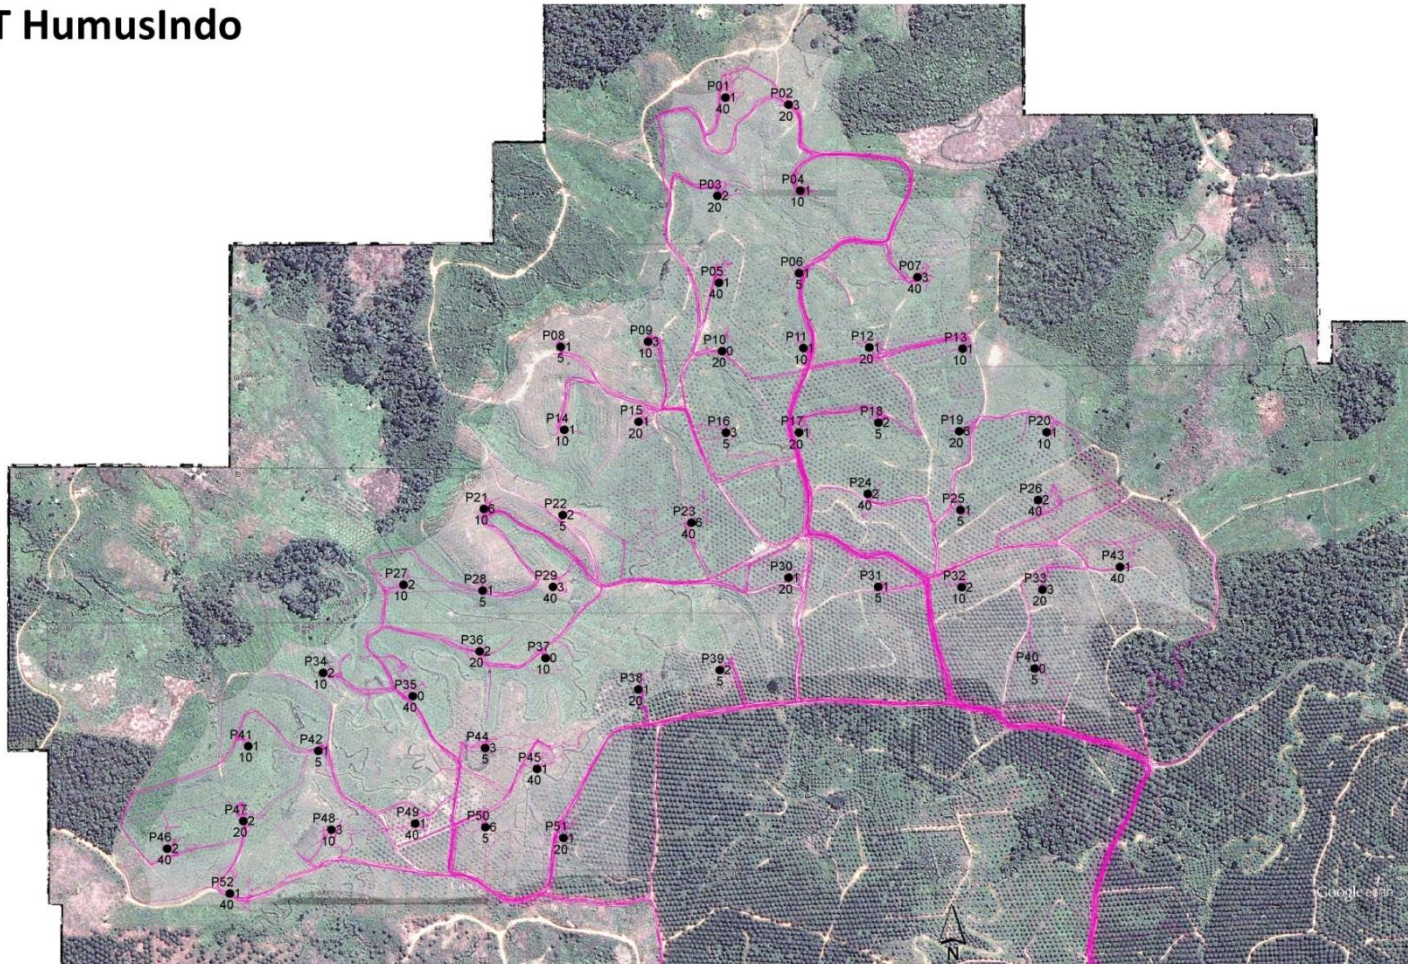 T HumusIndo
P01 1
40
P02 3
20
P03 2
20
P04 1
10
P05 1
40
P06 1
5
P07 3
40
P08 1
5
P09 3
10
P10 0
20
P11
10
P12 1
20
P13 1
10
P14 1
10
P15 1
20
P16 3
5
P17 1
20
P18 2
5
P19 6
20
P20 1
10
P21 6
10
P22 2
5
P23 6
40
P24 2
40
P25 1
5
P26 2
40
P27 2
10
P28 1
5
P29 3
40
P30 1
20
P31 1
5
P32 2
10
P43 1
40
P33 3
20
P34 2
10
P35 0
40
P36 2
20
P37 0
10
P38 1
20
P39 2
5
P40 0
5
P41 1
10
P42 1
5
P44 3
5
P45 1
40
P46 2
40
P47 2
20
P48 3
10
P49 1
40
P50 6
5
P51 1
20
P52 1
40
Google earth
N